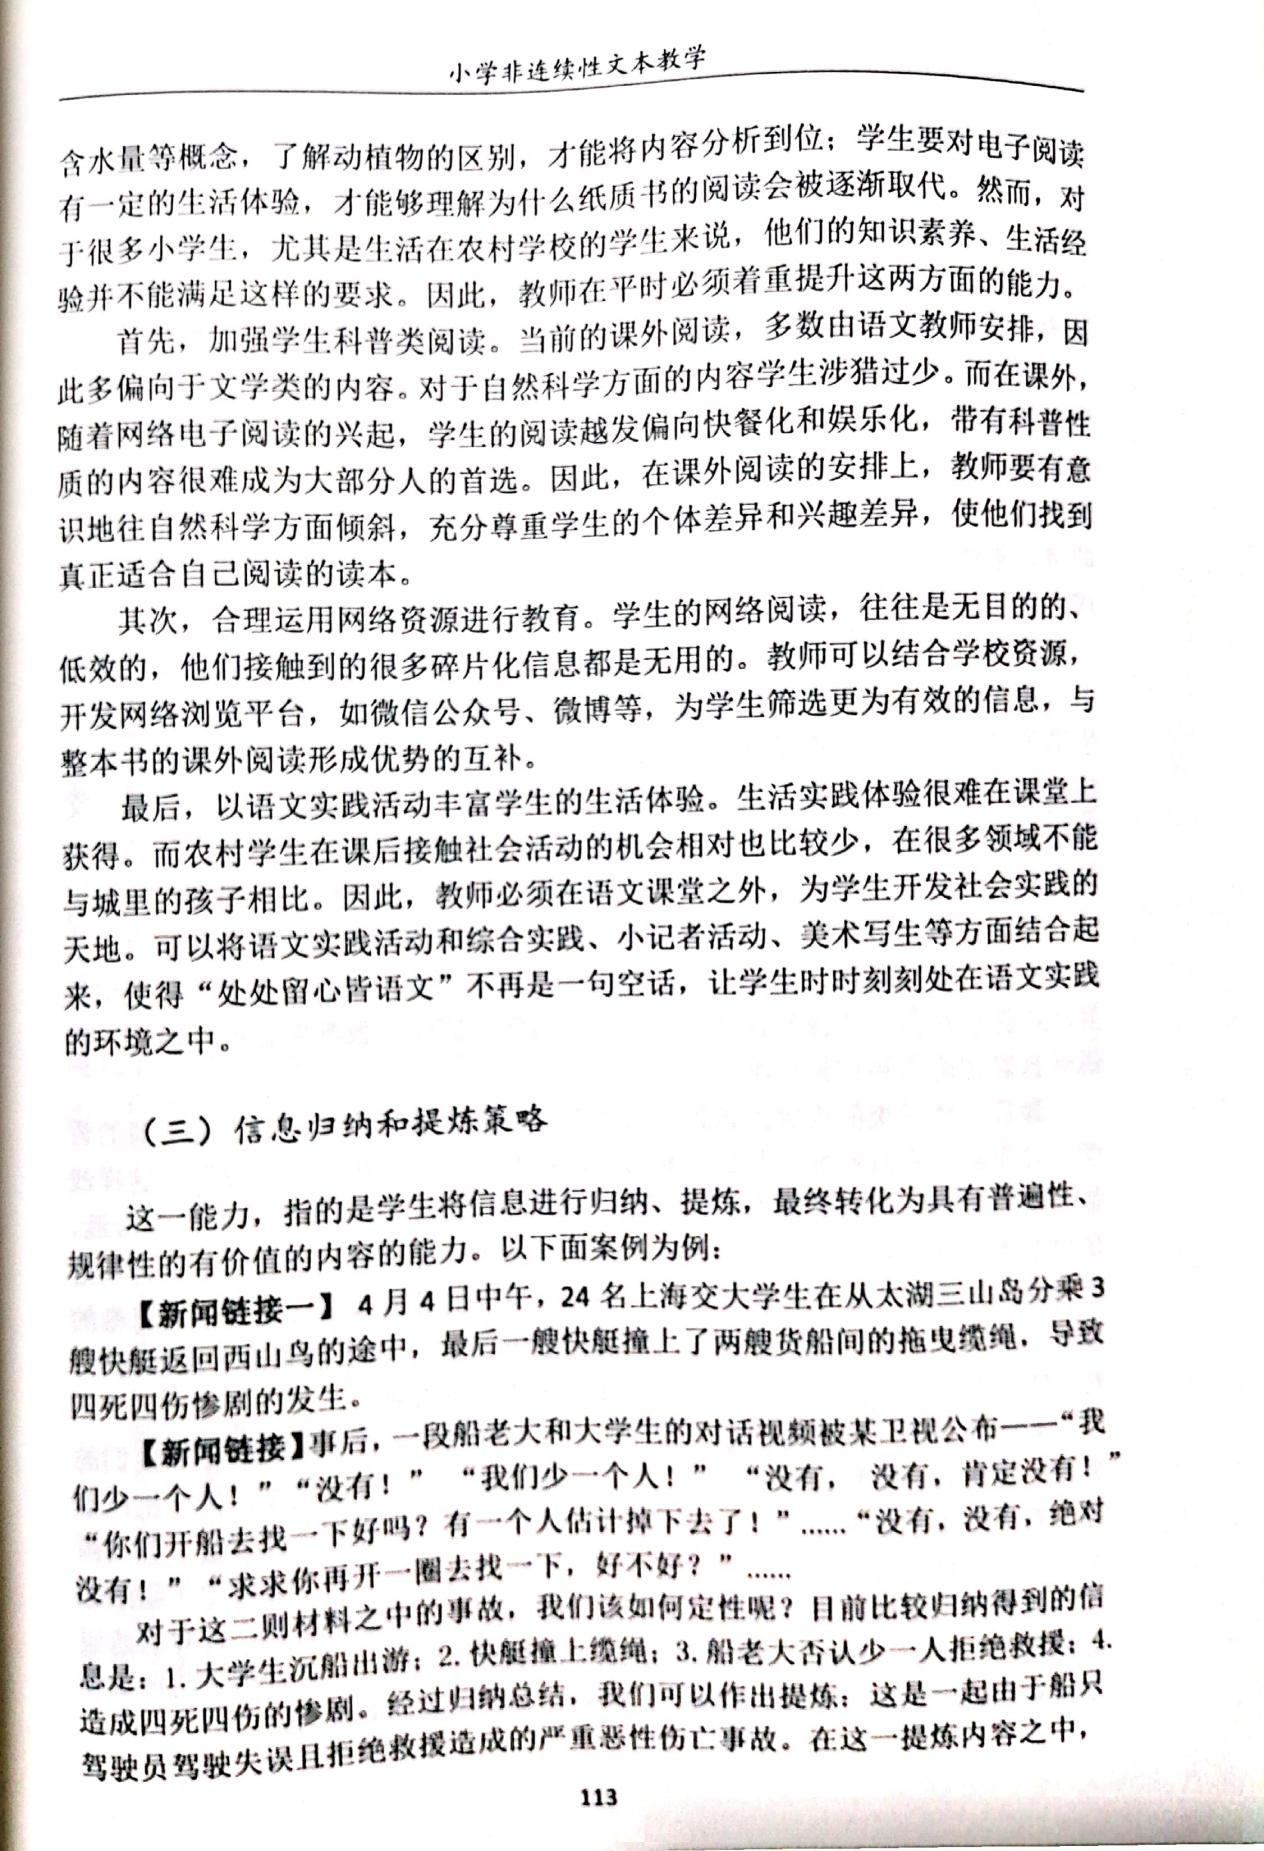 小学非连续性文本教学
含水量等概念，了解动植物的区别，才能将内容分析到位；学生要对电子阅读
有一定的生活体验，才能够理解为什么纸质书的阅读会被逐渐取代。然而，对
于很多小学生，尤其是生活在农村学校的学生来说，他们的知识素养、生活经
验并不能满足这样的要求。因此，教师在平时必须着重提升这两方面的能力。
首先，加强学生科普类阅读。当前的课外阅读，多数由语文教师安排，因
此多偏向于文学类的内容。对于自然科学方面的内容学生涉猎过少。而在课外，
随着网络电子阅读的兴起，学生的阅读越发偏向快餐化和娱乐化，带有科普性
质的内容很难成为大部分人的首选。因此，在课外阅读的安排上，教师要有意
识地往自然科学方面倾斜，充分尊重学生的个体差异和兴趣差异，使他们找到
真正适合自己阅读的读本。
其次，合理运用网络资源进行教育。学生的网络阅读，往往是无目的的、
低效的，他们接触到的很多碎片化信息都是无用的。教师可以结合学校资源，
开发网络浏览平台，如微信公众号、微博等，为学生筛选更为有效的信息，与
整本书的课外阅读形成优势的互补。
最后，以语文实践活动丰富学生的生活体验。生活实践体验很难在课堂上
获得。而农村学生在课后接触社会活动的机会相对也比较少，在很多领域不能
与城里的孩子相比。因此，教师必须在语文课堂之外，为学生开发社会实践的
天地。可以将语文实践活动和综合实践、小记者活动、美术写生等方面结合起
来，使得“处处留心皆语文”不再是一句空话，让学生时时刻刻处在语文实践
的环境之中。
（三）信息归纳和提炼策略
这一能力，指的是学生将信息进行归纳、提炼，最终转化为具有普遍性、
规律性的有价值的内容的能力。以下面案例为例：
【新闻链接一】 4 月 4 日中午，24 名上海交大学生在从太湖三山岛分乘 3
艘快艇返回西山鸟的途中，最后一艘快艇撞上了两艘货船间的拖曳缆绳，导致
四死四伤惨剧的发生。
【新闻链接】事后，一段船老大和大学生的对话视频被某卫视公布——“我
们少一个人！”“没有！” “我们少一个人！” “没有， 没有，肯定没有！”
“你们开船去找一下好吗？有一个人估计掉下去了！”……“没有，没有，绝对
没有！”“求求你再开一圈去找一下，好不好？”……
对于这二则材料之中的事故，我们该如何定性呢？目前比较归纳得到的信
息是：1. 大学生沉船出游；2. 快艇撞上缆绳；3. 船老大否认少一人拒绝救援；4.
造成四死四伤的惨剧。经过归纳总结，我们可以作出提炼：这是一起由于船只
驾驶员驾驶失误且拒绝救援造成的严重恶性伤亡事故。在这一提炼内容之中，
113